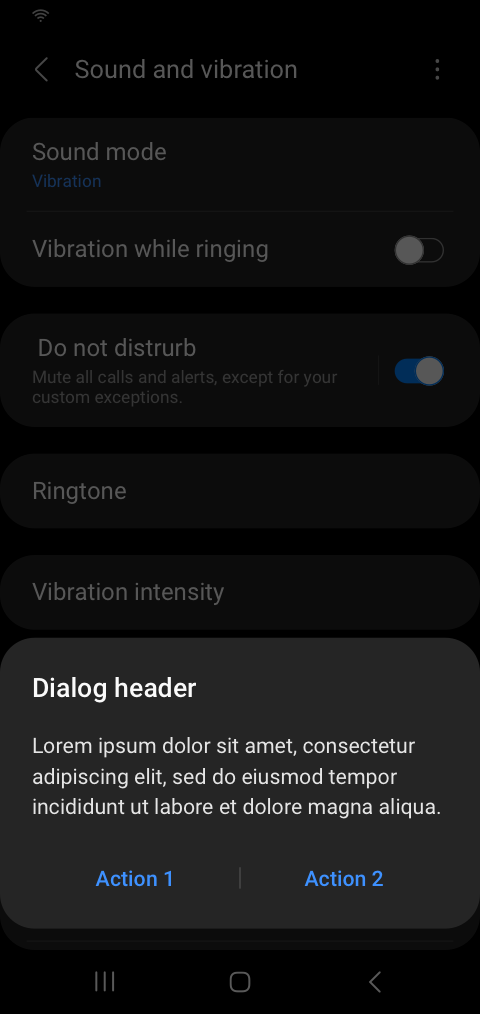 Sound and vibration
Sound mode
Vibration
Vibration while ringing
Do not distrurb
Mute all calls and alerts, except for your
custom exceptions.
Ringtone
Vibration intensity
Dialog header
Lorem ipsum dolor sit amet, consectetur
adipiscing elit, sed do eiusmod tempor
incididunt ut labore et dolore magna aliqua.
Action 1
Action 2